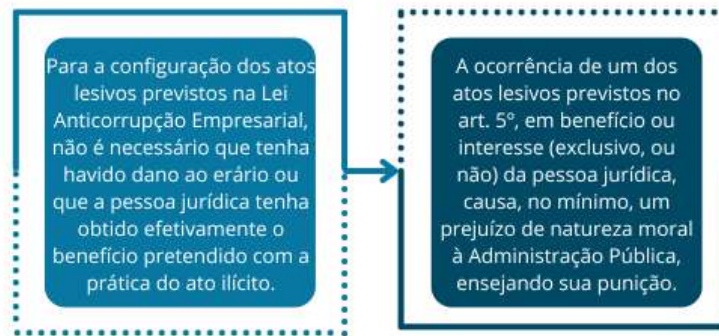 Para a configuração dos atos
lesivos previstos na Lei
Anticorrupção Empresarial,
não é necessário que tenha
havido dano ao erário ou
que a pessoa jurídica tenha
obtido efetivamente o
benefício pretendido com a
prática do ato ilícito.
A ocorrência de um dos
atos lesivos previstos no
art. 5º, em benefício ou
interesse (exclusivo, ou
não) da pessoa jurídica,
causa, no mínimo, um
prejuízo de natureza moral
à Administração Pública,
ensejando sua punição.